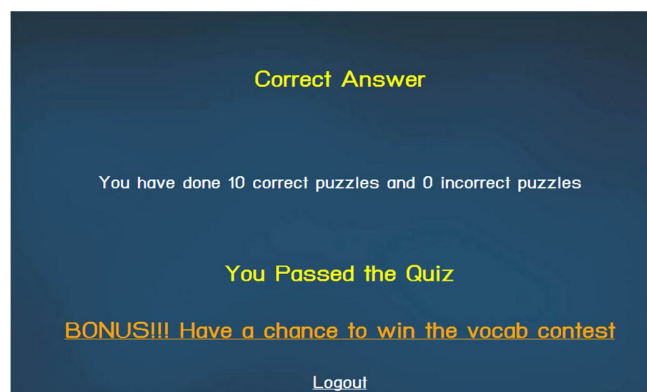 Correct Answer
You have done 10 correct puzzles and 0 incorrect puzzles
You Passed the Quiz
BONUS!!! Have a chance to win the vocab contest
Logout